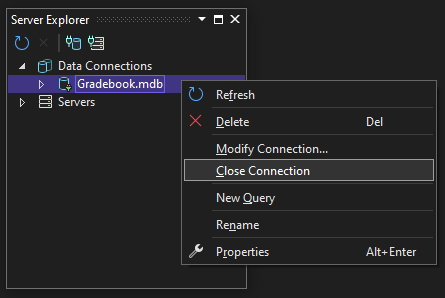 Server Explorer
Data Connections
Gradebook.mdb
Servers
Refresh
Delete Del
Modify Connection...
Close Connection
New Query
Rename
Properties Alt+Enter